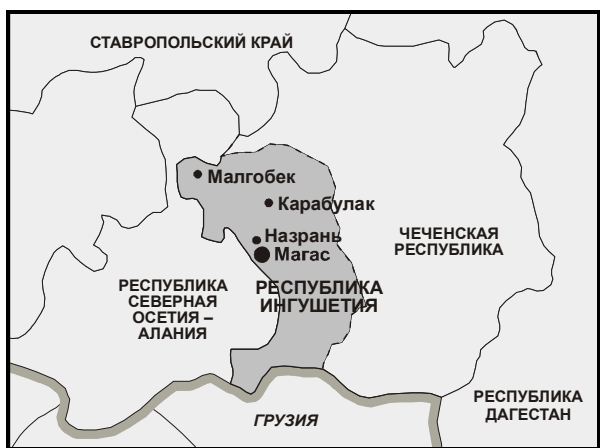 СТАВРОПОЛЬСКИЙ КРАЙ
Малгобек
Карабулак
Назрань
Магас
ЧЕЧЕНСКАЯ
РЕСПУБЛИКА
РЕСПУБЛИКА
СЕВЕРНАЯ
ОСЕТИЯ –
АЛАНИЯ
РЕСПУБЛИКА
ИНГУШЕТИЯ
РЕСПУБЛИКА
ДАГЕСТАН
ГРУЗИЯ